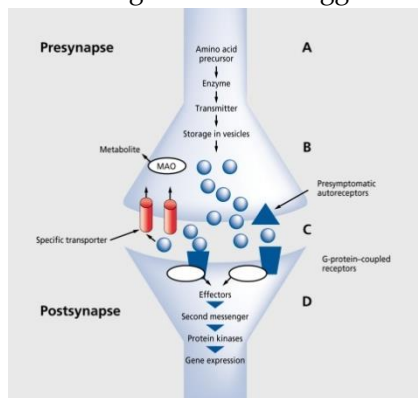 Presynapse
A
Amino acid
precursor
Enzyme
Transmitter
Storage in vesicles
B
Metabolite
MAO
Presymptomatic
autoreceptors
C
Specific transporter
G-protein–coupled
receptors
Effectors
D
Postsynapse
Second messenger
Protein kinases
Gene expression